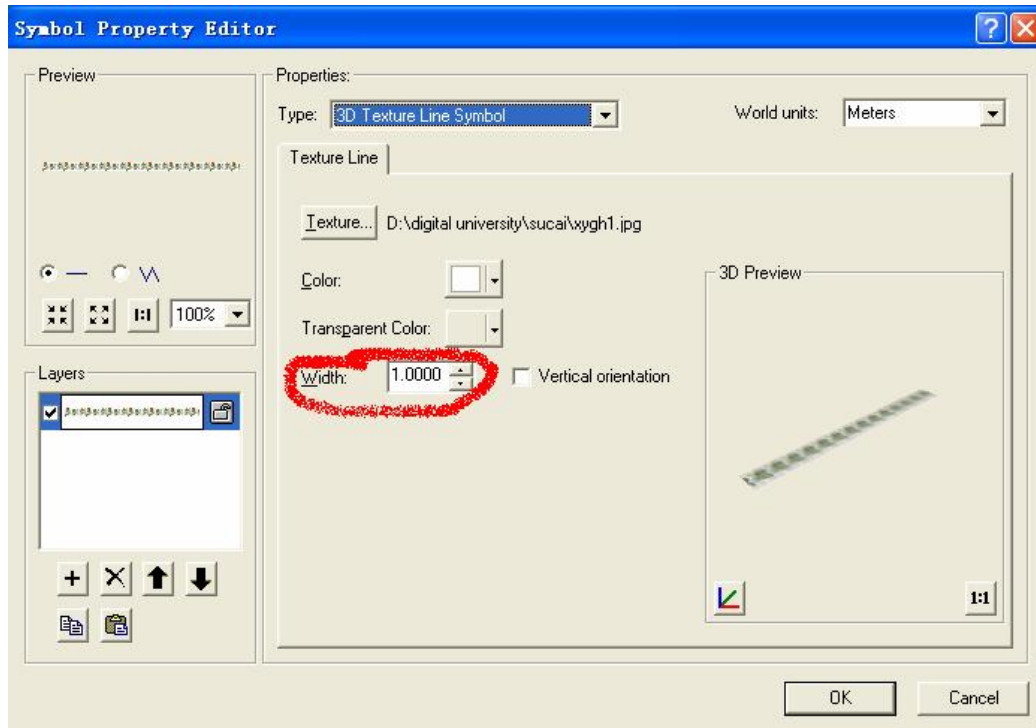 Symbol Property Editor
Preview
100%
Layers
Properties:
Type: 3D Texture Line Symbol World units: Meters
Texture Line
Texture... D:\digital university\sucai\xygh1.jpg
Color:
Transparent Color:
Width: 1.0000 Vertical orientation
3D Preview
1:1
1:1
OK Cancel